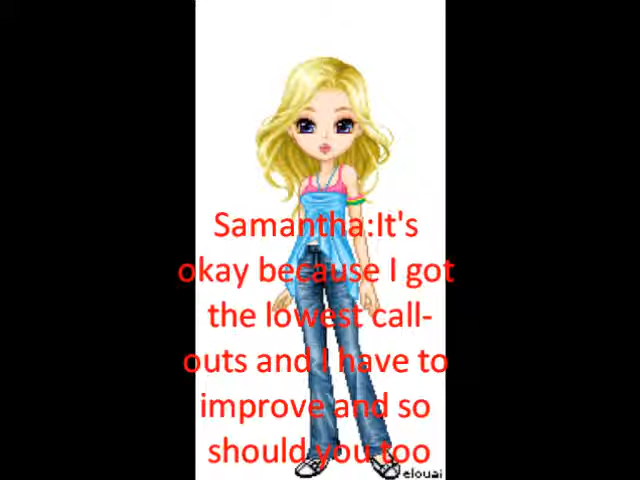 Samantha:It's
okay because I got
the lowest call-
outs and I have to
improve and so
should you too
elouai